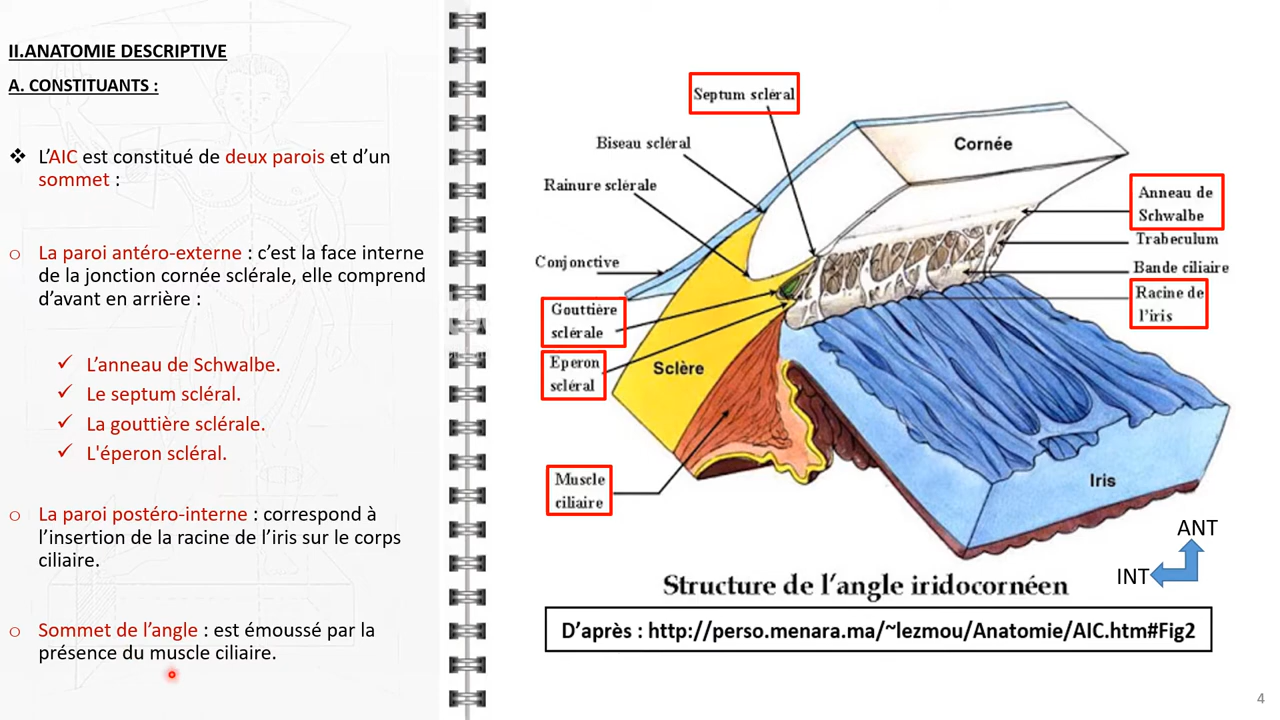 II.ANATOMIE DESCRIPTIVE
A. CONSTITUANTS :
❖ L’AIC est constitué de deux parois et d’un
sommet :
o La paroi antéro-externe : c’est la face interne
de la jonction cornée sclérale, elle comprend
d’avant en arrière :
✓ L’anneau de Schwalbe.
✓ Le septum scléral.
✓ La gouttière sclérale.
✓ L'éperon scléral.
o La paroi postéro-interne : correspond à
l’insertion de la racine de l’iris sur le corps
ciliaire.
o Sommet de l’angle : est émoussé par la
présence du muscle ciliaire.
Septum scléral
Biseau scléral
Rainure sclérale
Conjonctive
Gouttière
sclérale
Eperon
scléral
Muscle
ciliaire
Sclère
Cornée
Anneau de
Schwalbe
Trabeculum
Bande ciliaire
Racine de
l’iris
Iris
ANT
INT
Structure de l’angle iridocornéen
D’après : http://perso.menara.ma/~lezmou/Anatomie/AIC.htm#Fig2
4